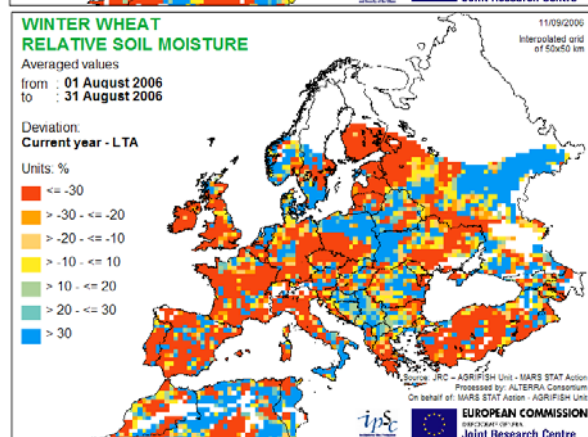 Joint Research Centre
WINTER WHEAT
RELATIVE SOIL MOISTURE
11/09/2006
Interpolated grid
of 50x50 km
Averaged values
from : 01 August 2006
to : 31 August 2006
Deviation:
Current year - LTA
Units: %
<= -30
> -30 - <= -20
> -20 - <= -10
> -10 - <= 10
> 10 - <= 20
> 20 - <= 30
> 30
Source: JRC - AGRIFISH Unit - MARS STAT Action
Processed by: ALTERRA Consortium
On behalf of: MARS STAT Action - AGRIFISH Unit
ipsc
EUROPEAN COMMISSION
Joint Research Centre